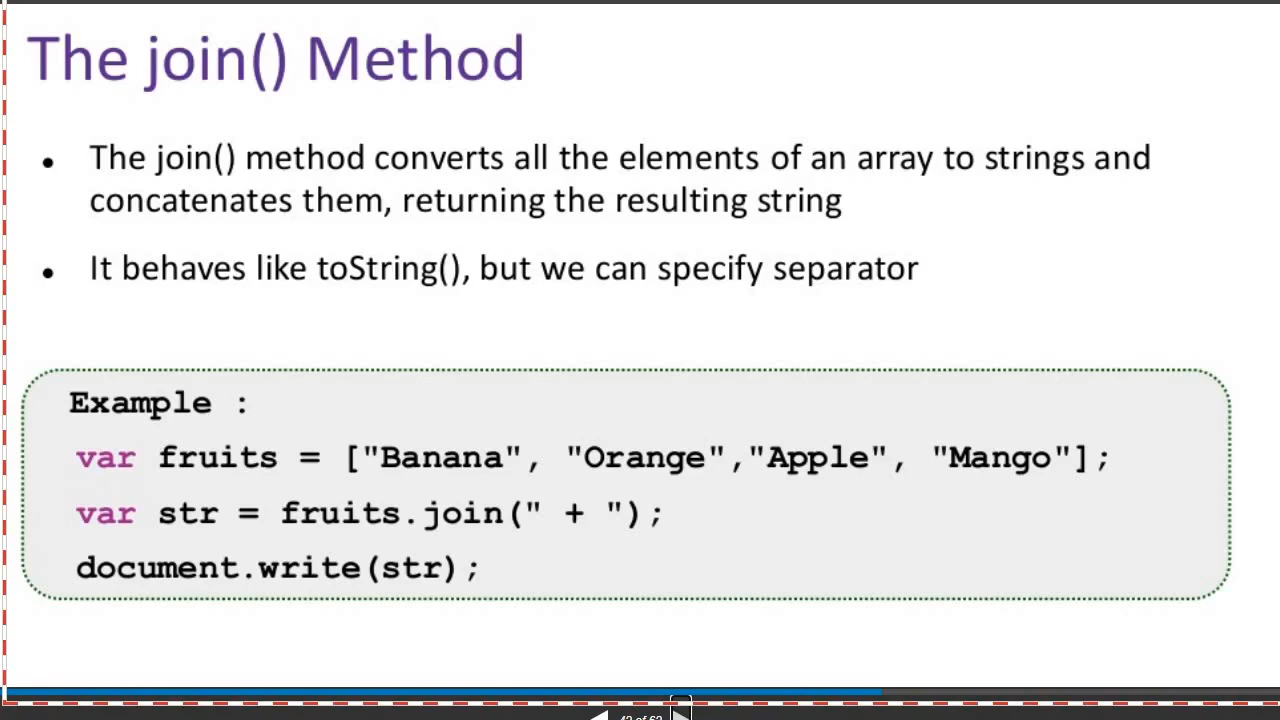 The join() Method
• The join() method converts all the elements of an array to strings and
concatenates them, returning the resulting string
• It behaves like toString(), but we can specify separator
Example :
var fruits = ["Banana", "Orange","Apple", "Mango"];
var str = fruits.join(" + ");
document.write(str);